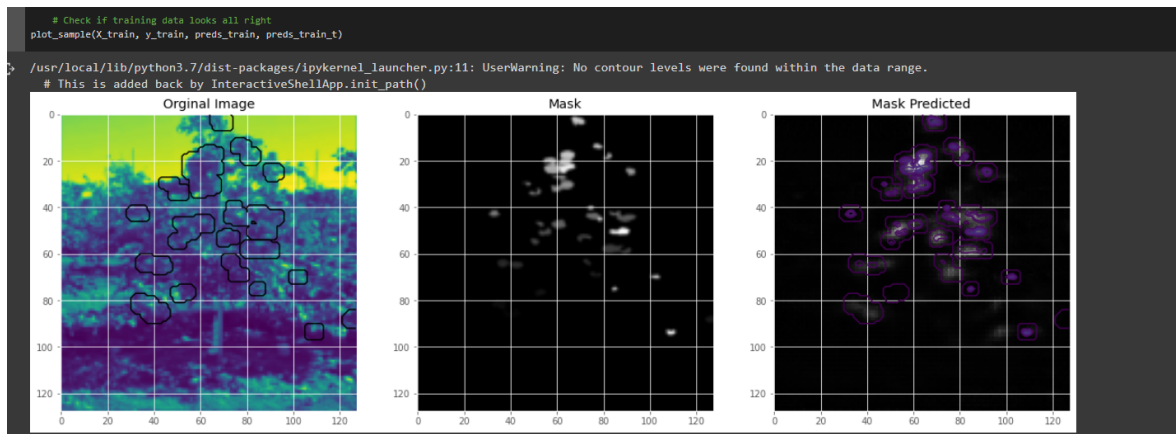 # Check if training data looks all right
plot_sample(X_train, y_train, preds_train, preds_train_t)
/usr/local/lib/python3.7/dist-packages/ipykernel_launcher.py:11: UserWarning: No contour levels were found within the data range.
# This is added back by InteractiveShellApp.init_path()
Orginal Image
Mask
Mask Predicted
0
20
40
60
80
100
120
0 20 40 60 80 100 120
0
20
40
60
80
100
120
0 20 40 60 80 100 120
0
20
40
60
80
100
120
0 20 40 60 80 100 120